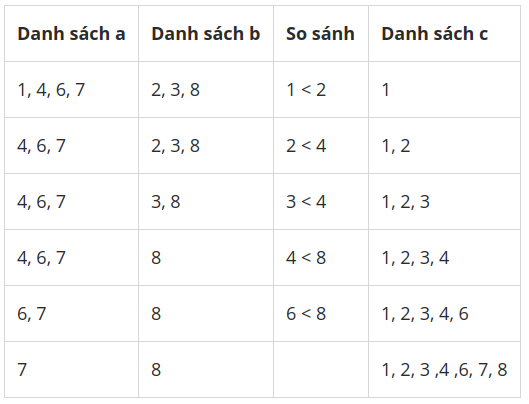 Danh sách a Danh sách b So sánh Danh sách c
1, 4, 6, 7 2, 3, 8 1 < 2 1
4, 6, 7 2, 3, 8 2 < 4 1, 2
4, 6, 7 3, 8 3 < 4 1, 2, 3
4, 6, 7 8 4 < 8 1, 2, 3, 4
6, 7 8 6 < 8 1, 2, 3, 4, 6
7 8 1, 2, 3 ,4 ,6, 7, 8